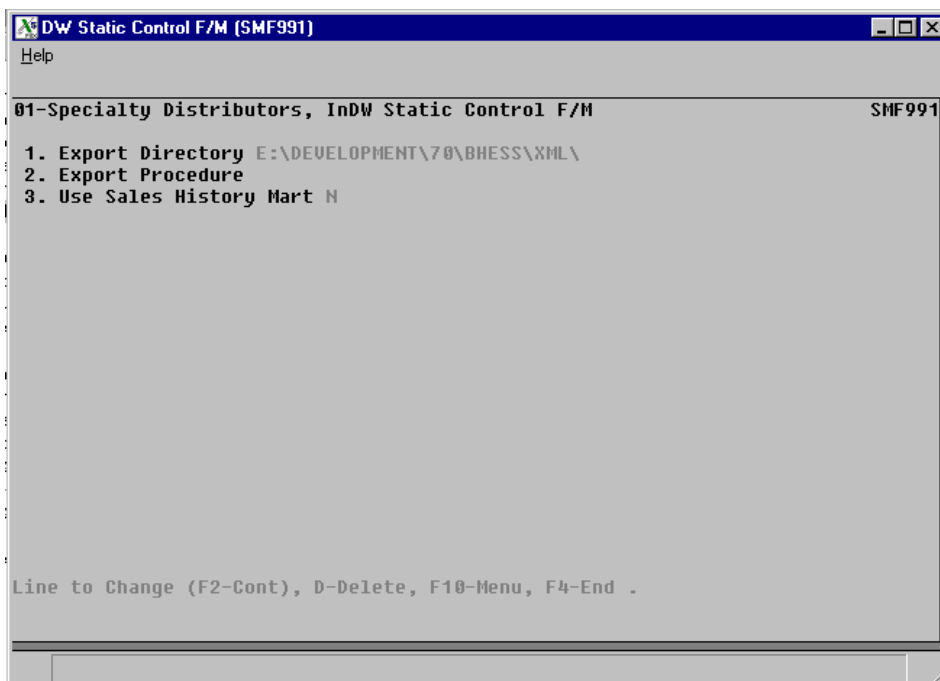 DW Static Control F/M (SMF991)
Help
01-Specialty Distributors, InDW Static Control F/M SMF991
1. Export Directory E:\DEVELOPMENT\70\BHESS\XML\
2. Export Procedure
3. Use Sales History Mart N
Line to Change (F2-Cont), D-Delete, F10-Menu, F4-End .